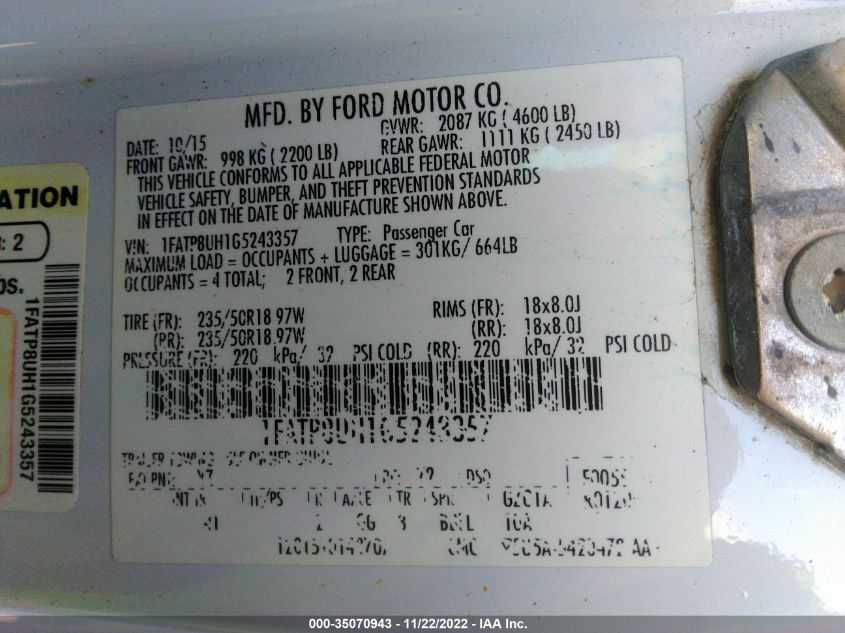 MFD. BY FORD MOTOR CO.
DATE: 10/15 GVWR: 2087 KG ( 4600 LB)
FRONT GAWR: 998 KG ( 2200 LB) REAR GAWR: 1111 KG ( 2450 LB)
THIS VEHICLE CONFORMS TO ALL APPLICABLE FEDERAL MOTOR
VEHICLE SAFETY, BUMPER, AND THEFT PREVENTION STANDARDS
IN EFFECT ON THE DATE OF MANUFACTURE SHOWN ABOVE.
VIN: 1FATP8UH1G5243357 TYPE: Passenger Car
MAXIMUM LOAD = OCCUPANTS + LUGGAGE = 301KG/ 664LB
OCCUPANTS = 4 TOTAL; 2 FRONT, 2 REAR
TIRE (FR): 235/50R18 97W RIMS (FR): 18x8.0J
(RR): 235/50R18 97W (RR): 18x8.0J
PRESSURE (FR): 220 kPa/ 32 PSI COLD (RR): 220 kPa/ 32 PSI COLD
1FATP8UH1G5243357
DSO
TR SPR
10A
ATION
: 2
bs.
1FATP8UH1G5243357
000-35070943 - 11/22/2022 - IAA Inc.